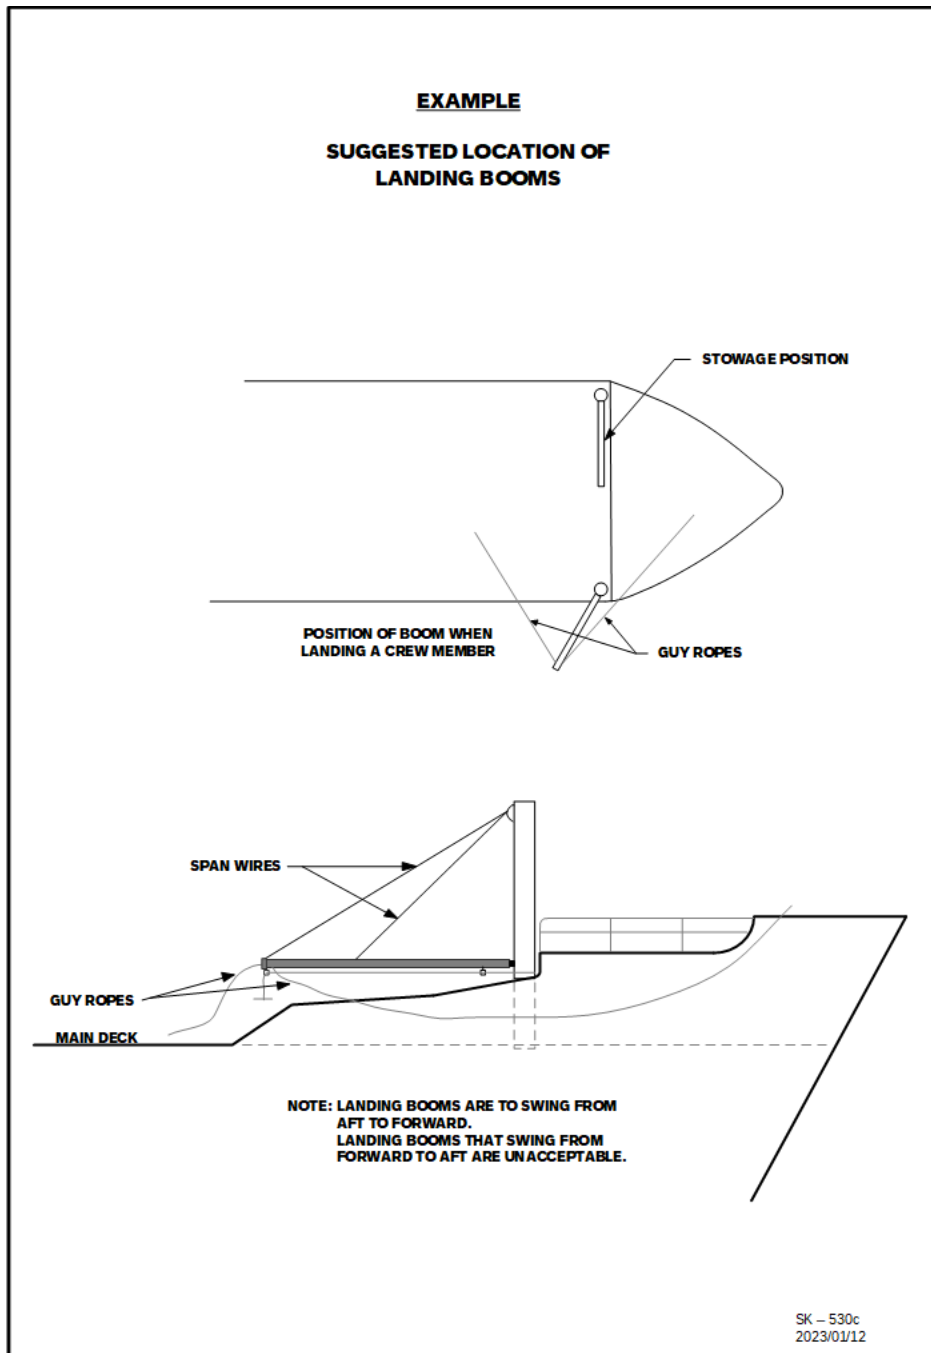 EXAMPLE
SUGGESTED LOCATION OF
LANDING BOOMS
STOWAGE POSITION
POSITION OF BOOM WHEN
LANDING A CREW MEMBER
GUY ROPES
SPAN WIRES
GUY ROPES
MAIN DECK
NOTE: LANDING BOOMS ARE TO SWING FROM
AFT TO FORWARD.
LANDING BOOMS THAT SWING FROM
FORWARD TO AFT ARE UNACCEPTABLE.
SK – 530c
2023/01/12